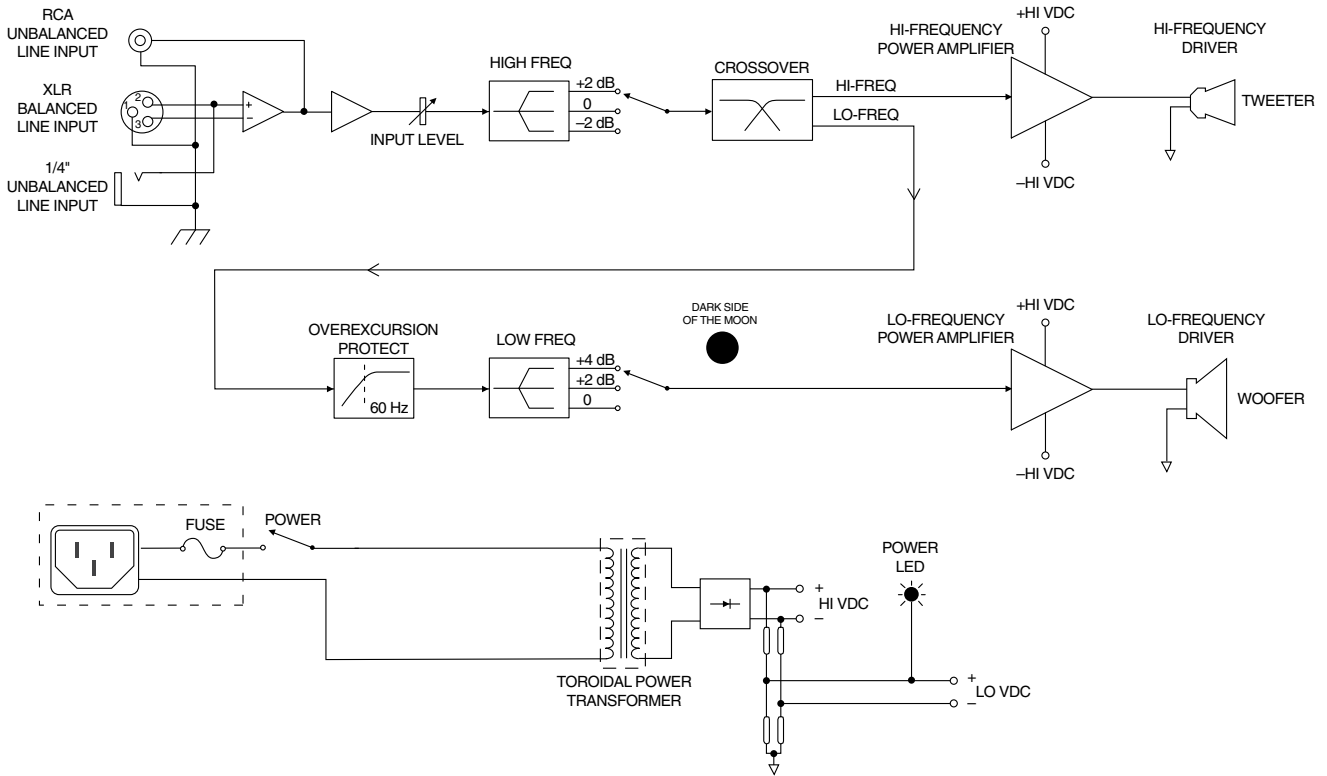 RCA
UNBALANCED
LINE INPUT
XLR
BALANCED
LINE INPUT
1
2
3
+
−
1/4"
UNBALANCED
LINE INPUT
INPUT LEVEL
HIGH FREQ
+2 dB
0
−2 dB
CROSSOVER
HI-FREQ
LO-FREQ
HI-FREQUENCY
POWER AMPLIFIER
+HI VDC
−HI VDC
HI-FREQUENCY
DRIVER
TWEETER
OVEREXCURSION
PROTECT
60 Hz
LOW FREQ
+4 dB
+2 dB
0
DARK SIDE
OF THE MOON
LO-FREQUENCY
POWER AMPLIFIER
+HI VDC
−HI VDC
LO-FREQUENCY
DRIVER
WOOFER
FUSE
POWER
TOROIDAL POWER
TRANSFORMER
+
HI VDC
−
POWER
LED
+
LO VDC
−